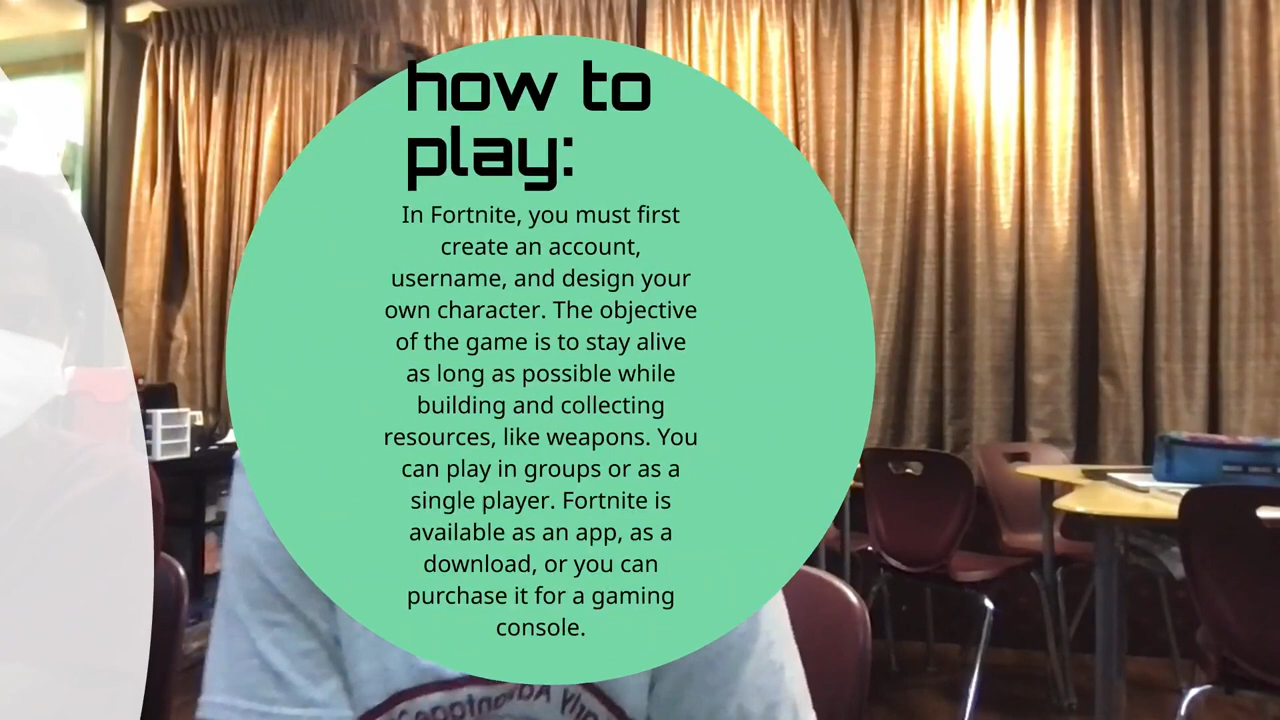 how to
play:
In Fortnite, you must first
create an account,
username, and design your
own character. The objective
of the game is to stay alive
as long as possible while
building and collecting
resources, like weapons. You
can play in groups or as a
single player. Fortnite is
available as an app, as a
download, or you can
purchase it for a gaming
console.